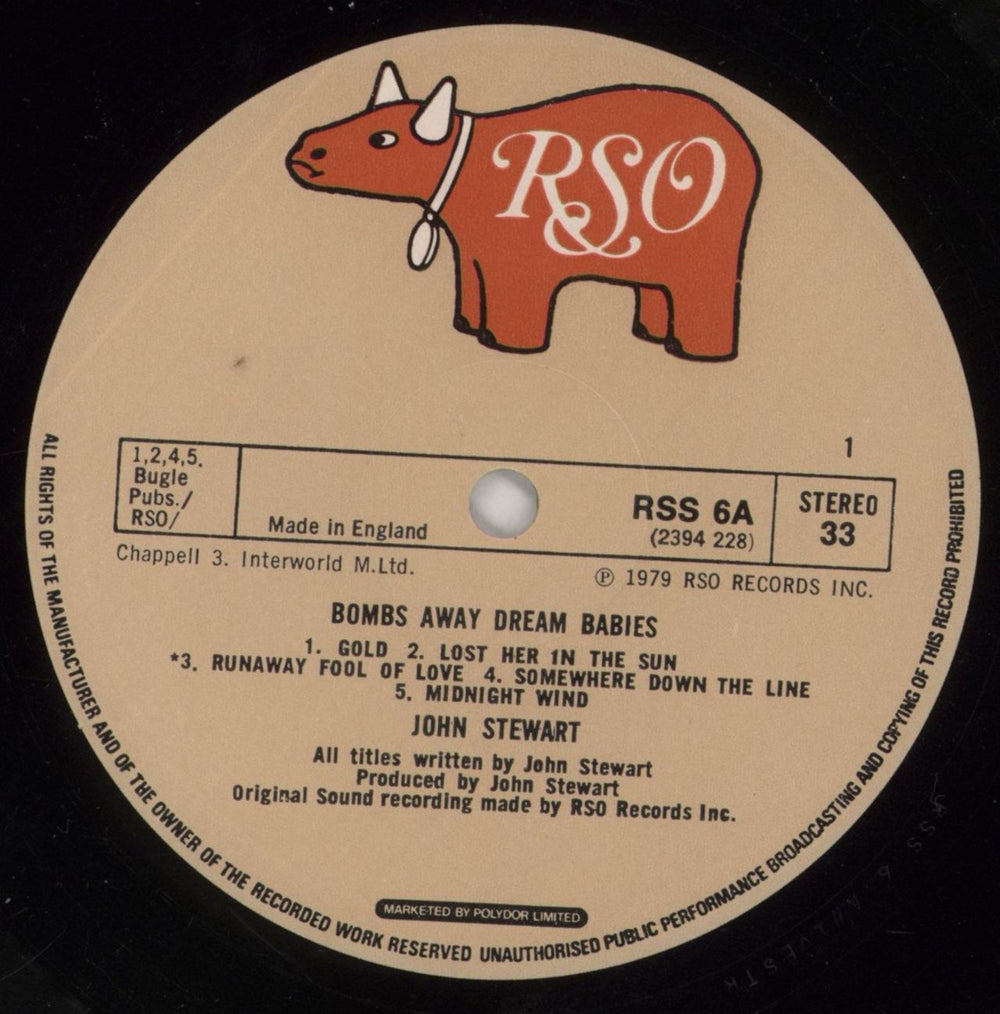 RSO
1
1,2,4,5.
Bugle
Pubs./
RSO/
Made in England
RSS 6A
(2394 228)
STEREO
33
Chappell 3. Interworld M.Ltd.
℗ 1979 RSO RECORDS INC.
BOMBS AWAY DREAM BABIES
1. GOLD 2. LOST HER 1N THE SUN
*3. RUNAWAY FOOL OF LOVE 4. SOMEWHERE DOWN THE LINE
5. MIDNIGHT WIND
JOHN STEWART
All titles written by John Stewart
Produced by John Stewart
Original Sound recording made by RSO Records Inc.
MARKETED BY POLYDOR LIMITED
ALL RIGHTS OF THE MANUFACTURER AND OF THE OWNER OF THE RECORDED WORK RESERVED UNAUTHORISED PUBLIC PERFORMANCE BROADCASTING AND COPYING OF THIS RECORD PROHIBITED